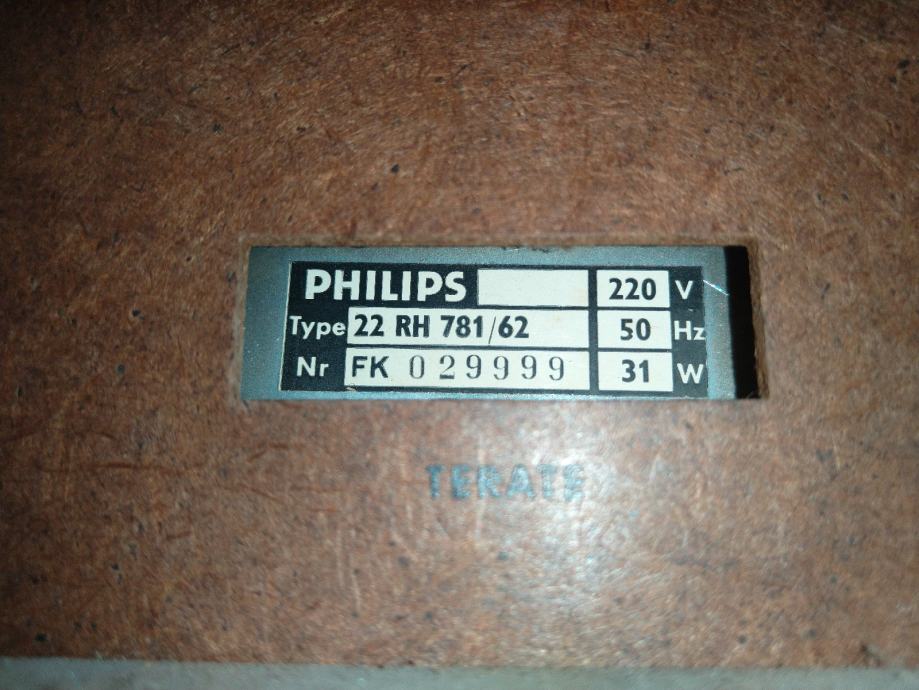 PHILIPS 220 V
Type 22 RH 781/62 50 Hz
Nr FK 029999 31 W
TERATE